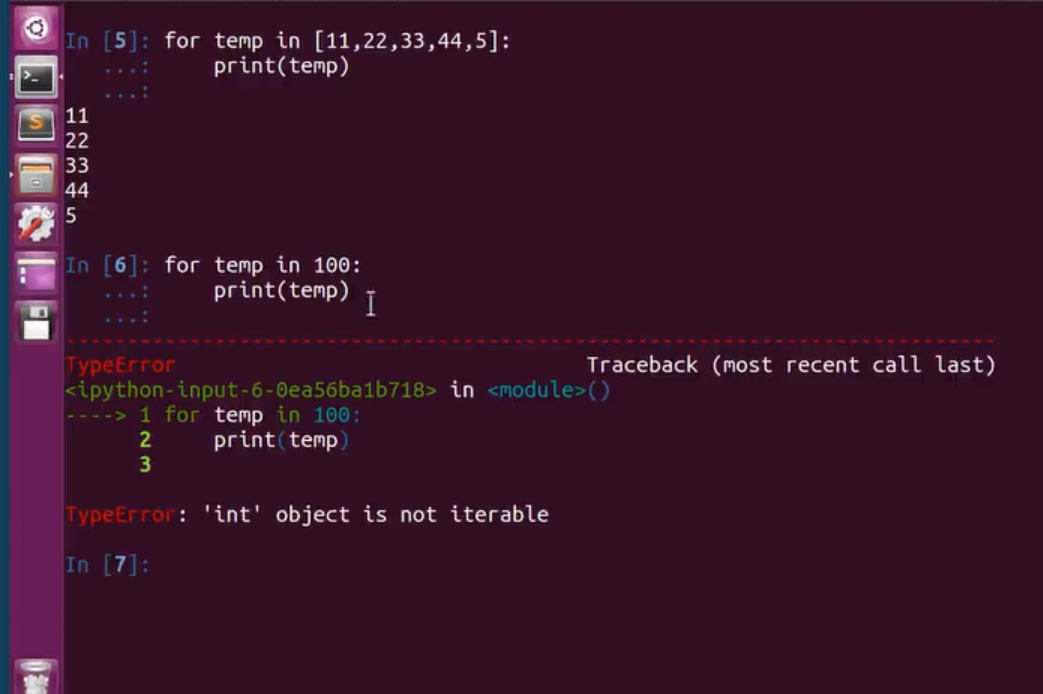 In [5]: for temp in [11,22,33,44,5]:
   ...:     print(temp)
   ...:
11
22
33
44
5
In [6]: for temp in 100:
   ...:     print(temp)
   ...:
---------------------------------------------------------------------------
TypeError                                 Traceback (most recent call last)
<ipython-input-6-0ea56ba1b718> in <module>()
----> 1 for temp in 100:
      2     print(temp)
      3
TypeError: 'int' object is not iterable
In [7]: